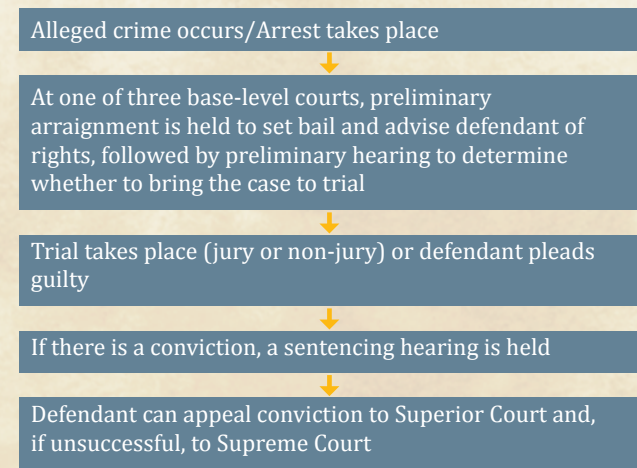 Alleged crime occurs/Arrest takes place
At one of three base-level courts, preliminary
arraignment is held to set bail and advise defendant of
rights, followed by preliminary hearing to determine
whether to bring the case to trial
Trial takes place (jury or non-jury) or defendant pleads
guilty
If there is a conviction, a sentencing hearing is held
Defendant can appeal conviction to Superior Court and,
if unsuccessful, to Supreme Court